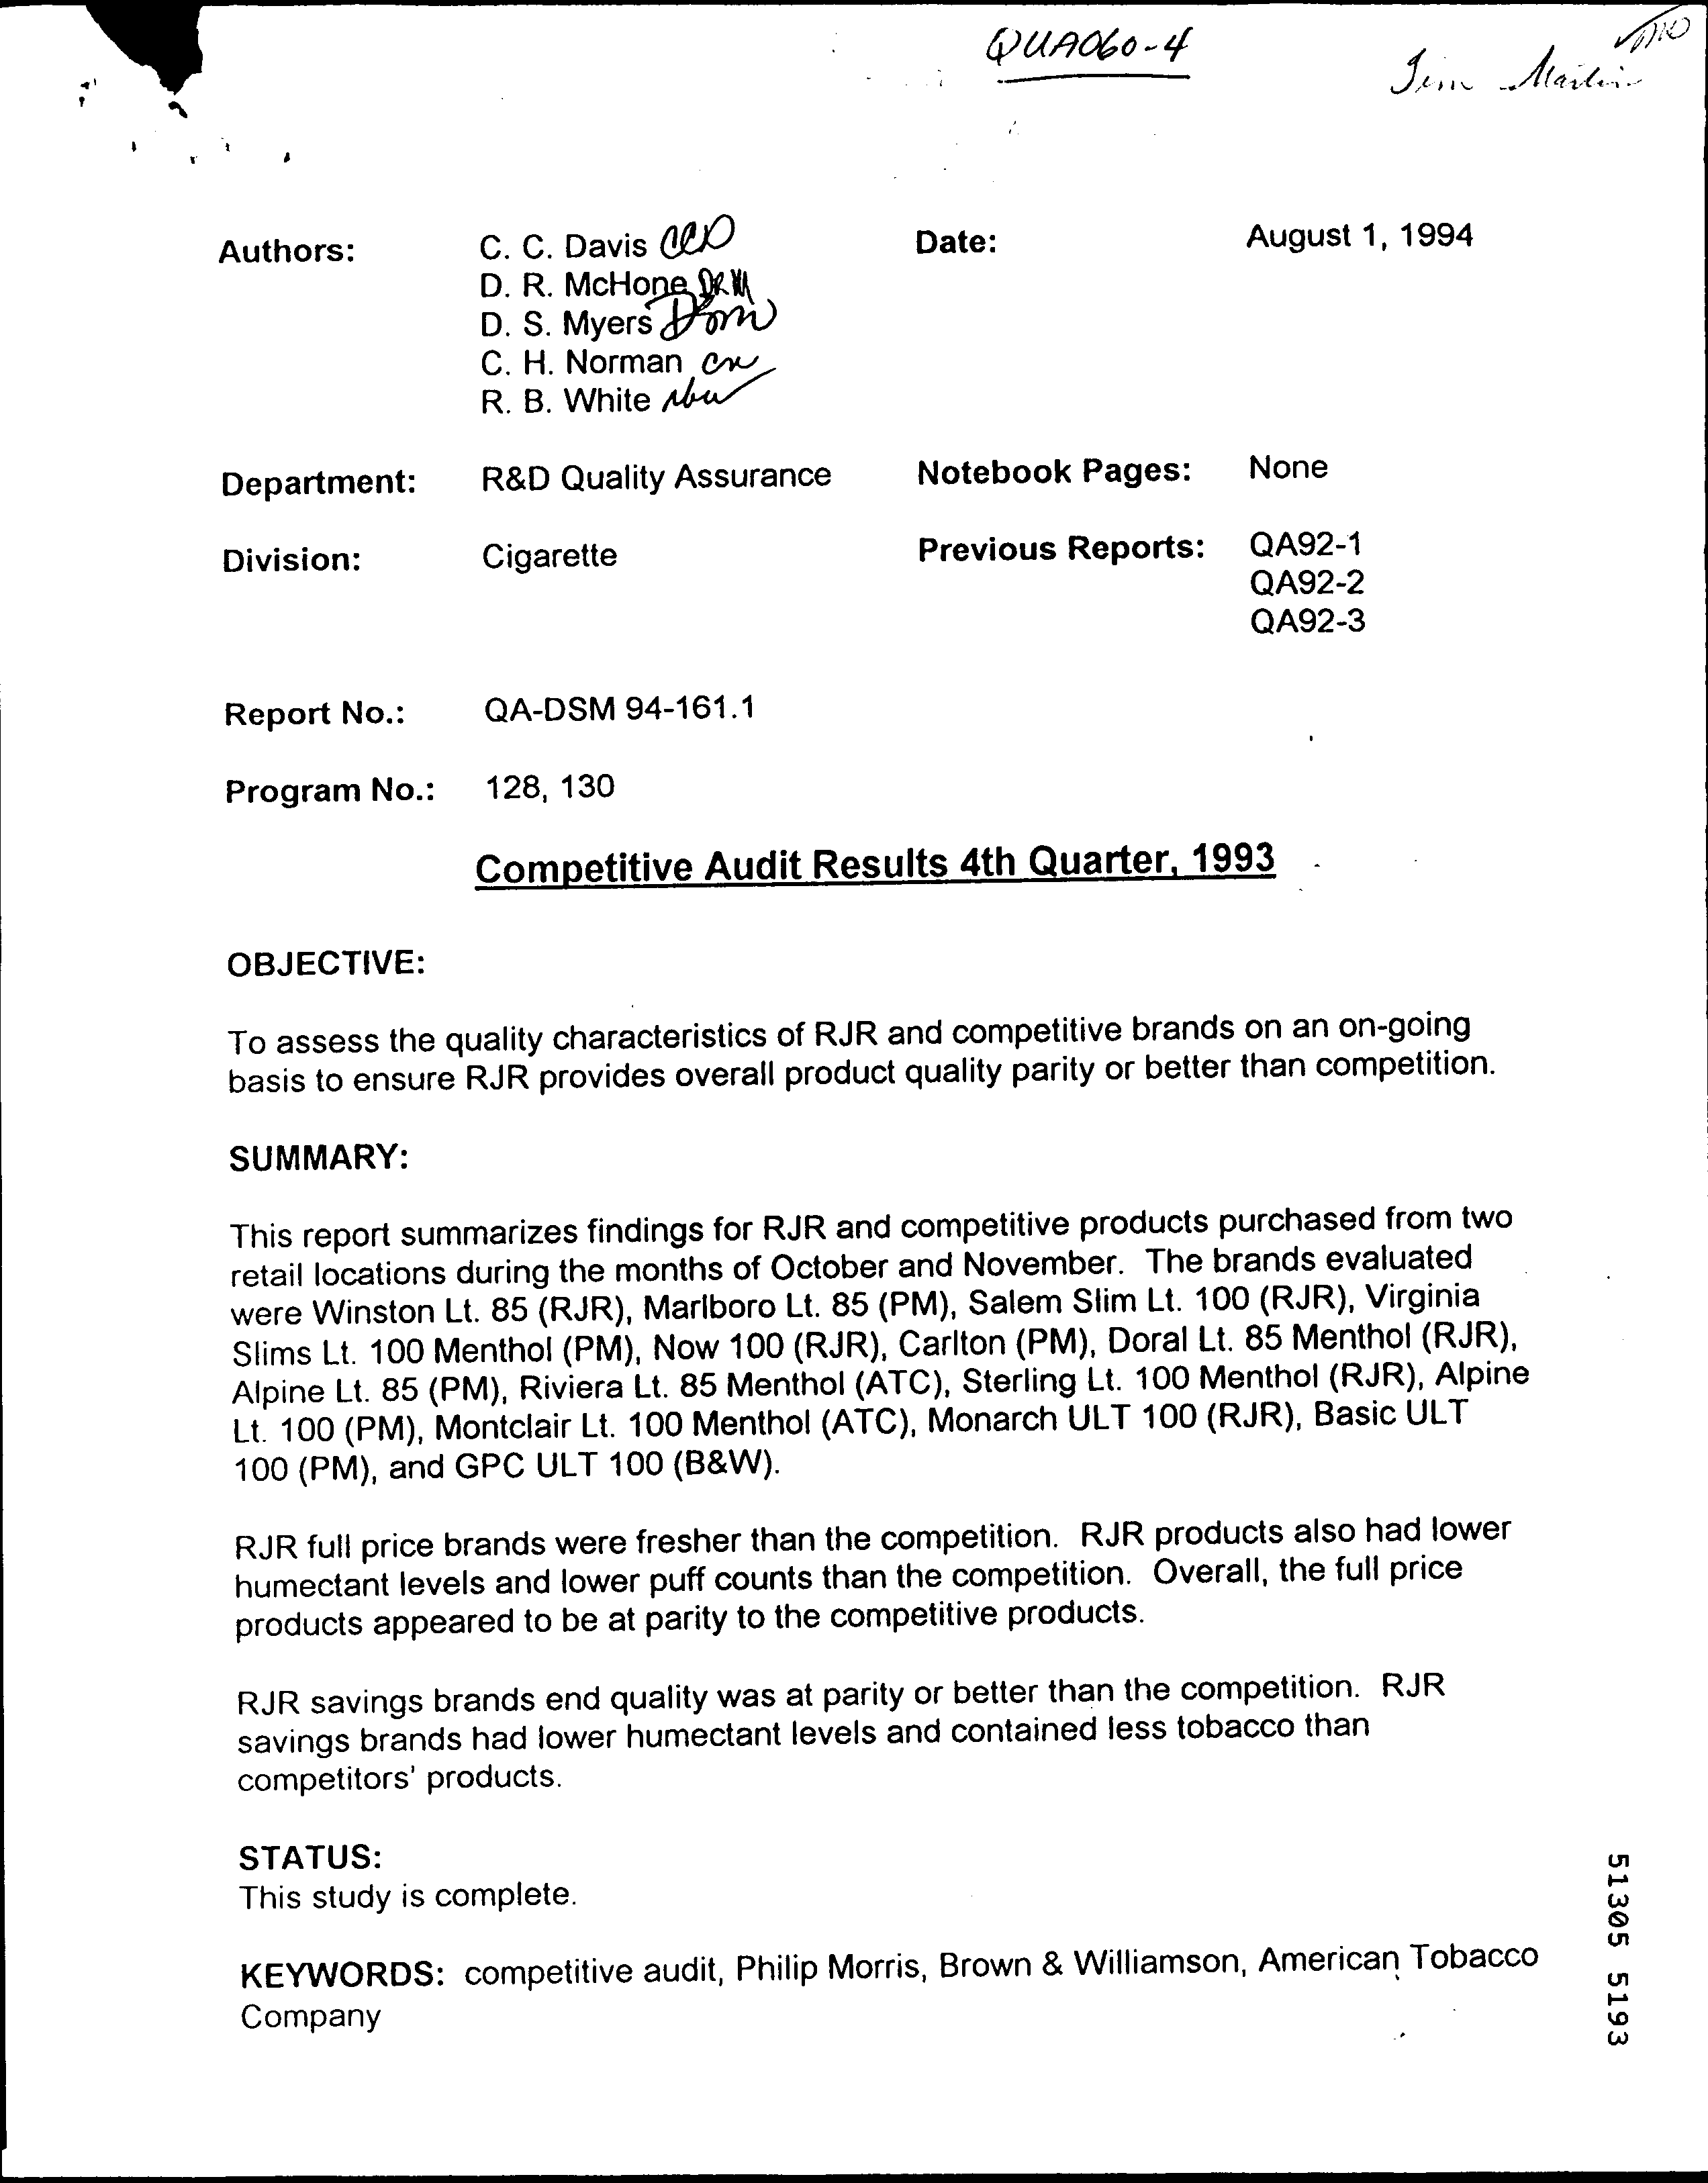 QUA060-4
Jim Martin
Authors: C. C. Davis CCD Date: August 1, 1994
D. R. McHone DRM
D. S. Myers DSM
C. H. Norman CN
R. B. White rbw
Department: R&D Quality Assurance Notebook Pages: None
Division: Cigarette Previous Reports: QA92-1
QA92-2
QA92-3
Report No.: QA-DSM 94-161.1
Program No.: 128, 130
Competitive Audit Results 4th Quarter, 1993
OBJECTIVE:
To assess the quality characteristics of RJR and competitive brands on an on-going
basis to ensure RJR provides overall product quality parity or better than competition.
SUMMARY:
This report summarizes findings for RJR and competitive products purchased from two
retail locations during the months of October and November. The brands evaluated
were Winston Lt. 85 (RJR), Marlboro Lt. 85 (PM), Salem Slim Lt. 100 (RJR), Virginia
Slims Lt. 100 Menthol (PM), Now 100 (RJR), Carlton (PM), Doral Lt. 85 Menthol (RJR),
Alpine Lt. 85 (PM), Riviera Lt. 85 Menthol (ATC), Sterling Lt. 100 Menthol (RJR), Alpine
Lt. 100 (PM), Montclair Lt. 100 Menthol (ATC), Monarch ULT 100 (RJR), Basic ULT
100 (PM), and GPC ULT 100 (B&W).
RJR full price brands were fresher than the competition. RJR products also had lower
humectant levels and lower puff counts than the competition. Overall, the full price
products appeared to be at parity to the competitive products.
RJR savings brands end quality was at parity or better than the competition. RJR
savings brands had lower humectant levels and contained less tobacco than
competitors' products.
STATUS:
This study is complete.
KEYWORDS: competitive audit, Philip Morris, Brown & Williamson, American Tobacco
Company
51305 5193